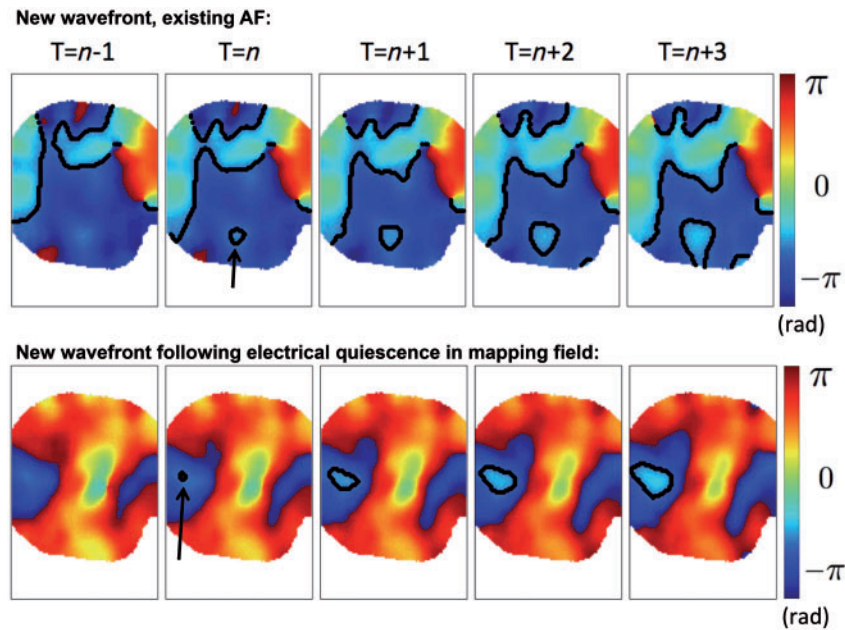 New wavefront, existing AF:
T=n-1 T=n T=n+1 T=n+2 T=n+3
π
0
−π
(rad)
New wavefront following electrical quiescence in mapping field:
π
0
−π
(rad)